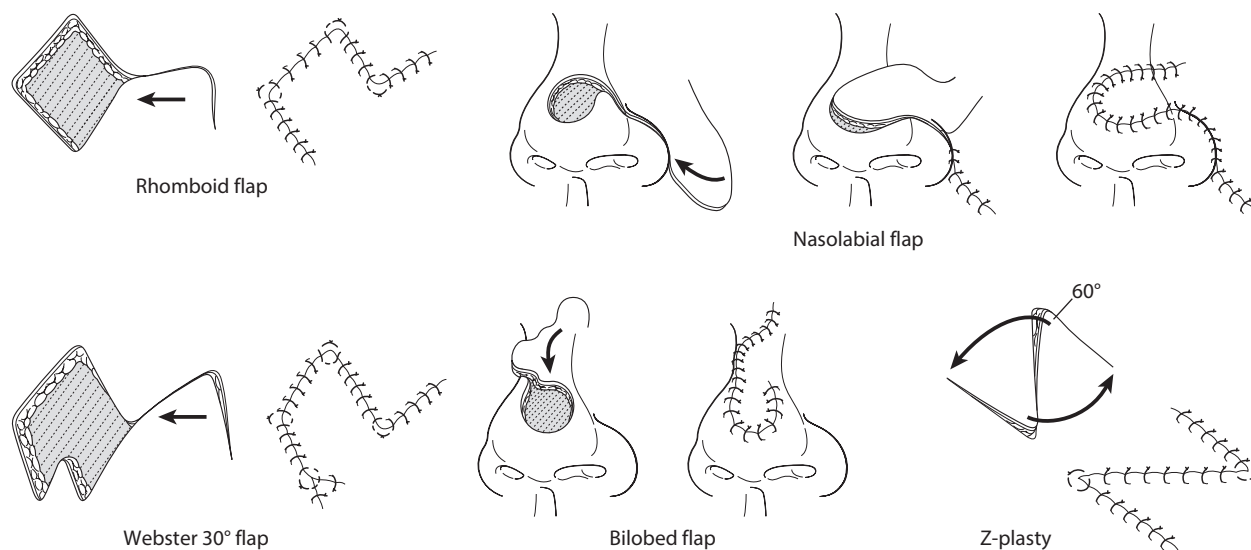 Rhomboid flap
Nasolabial flap
60°
Webster 30° flap
Bilobed flap
Z-plasty